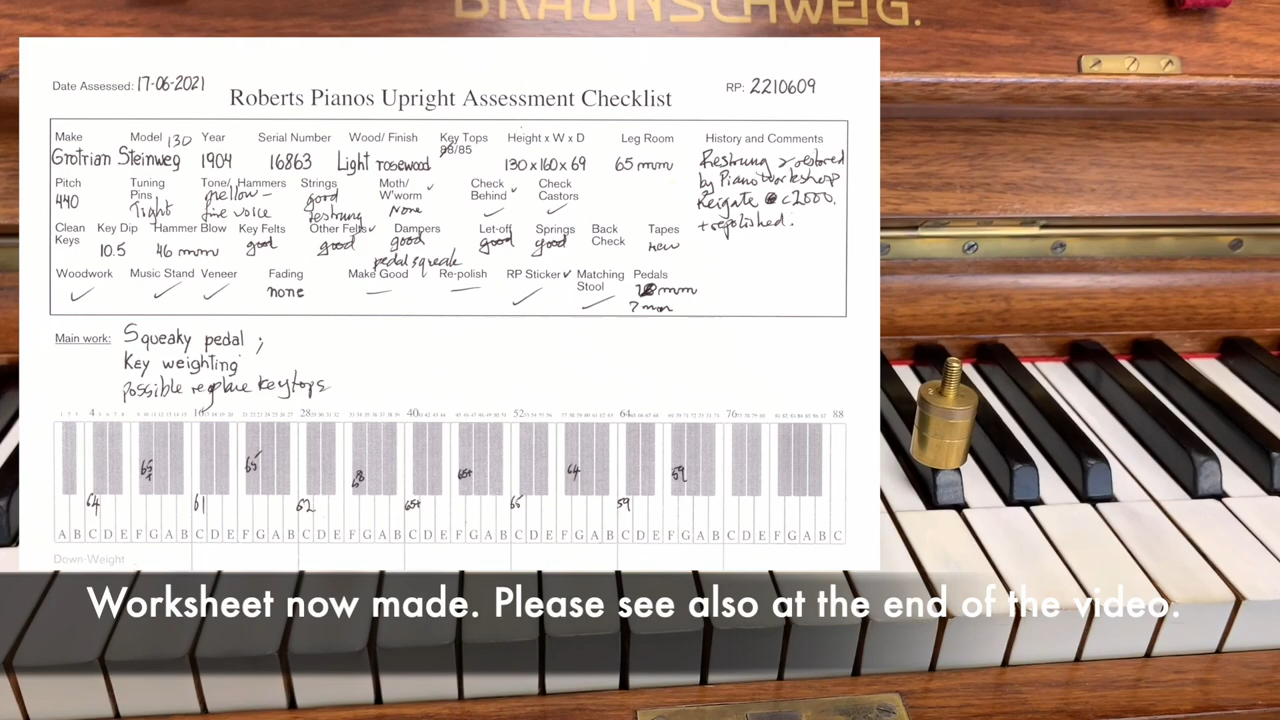 BRAUNSCHWEIG.
Date Assessed: 17-06-2021
RP: 2210609
Roberts Pianos Upright Assessment Checklist
Make Model 130 Year Serial Number Wood/ Finish Key Tops Height x W x D Leg Room History and Comments
88/85
Grotrian Steinweg 1904 16863 Light rosewood 130 x 160 x 69 65 mm
Restrung & restored
by Piano Workshop
Reigate @ c2000.
+ repolished.
Pitch Tuning Pins Tone/ Hammers Strings Moth/ W'worm Check Behind Check Castors
440 Tight mellow - fine voice good restrung None ✓ ✓
Clean Keys Key Dip Hammer Blow Key Felts Other Felts Dampers Let-off Springs Back Check Tapes
10.5 46 mm good good good good good new
pedal squeak
Woodwork Music Stand Veneer Fading Make Good Re-polish RP Sticker Matching Stool Pedals
✓ ✓ ✓ none — — ✓ ✓ mm
7 mm
Main work: Squeaky pedal ;
Key weighting
possible replace keytops
4 16 28 40 52 64 76 88
65 65 68 65+ 64 59
64 61 62 65+ 65 59
A B C D E F G A B C D E F G A B C D E F G A B C D E F G A B C D E F G A B C D E F G A B C D E F G A B C
Down-Weight
Worksheet now made. Please see also at the end of the video.